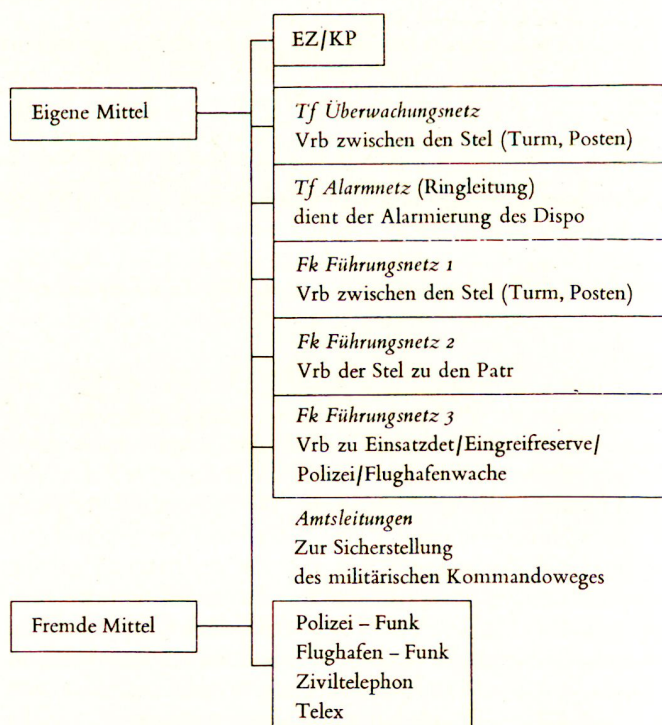 EZ/KP
Eigene Mittel
Tf Überwachungsnetz
Vrb zwischen den Stel (Turm, Posten)
Tf Alarmnetz (Ringleitung)
dient der Alarmierung des Dispo
Fk Führungsnetz 1
Vrb zwischen den Stel (Turm, Posten)
Fk Führungsnetz 2
Vrb der Stel zu den Patr
Fk Führungsnetz 3
Vrb zu Einsatzdet/Eingreifreserve/
Polizei/Flughafenwache
Amtsleitungen
Zur Sicherstellung
des militärischen Kommandoweges
Fremde Mittel
Polizei – Funk
Flughafen – Funk
Ziviltelephon
Telex